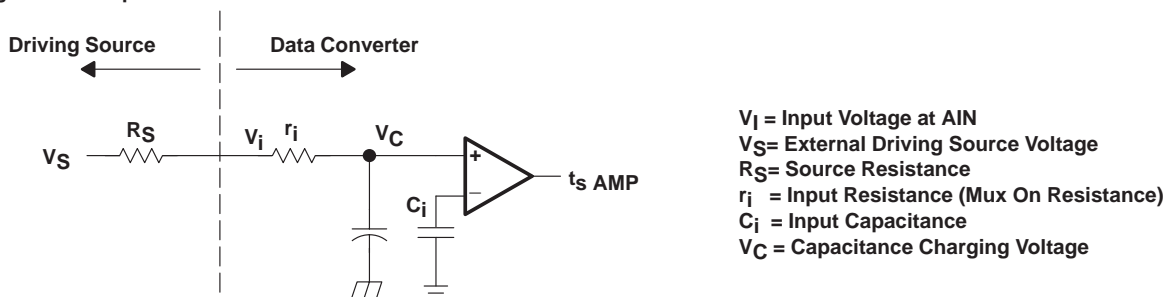 Driving Source
Data Converter
RS
Vi
ri
VC
VS
+
−
ts AMP
Ci
VI = Input Voltage at AIN
VS= External Driving Source Voltage
RS= Source Resistance
ri = Input Resistance (Mux On Resistance)
Ci = Input Capacitance
VC = Capacitance Charging Voltage